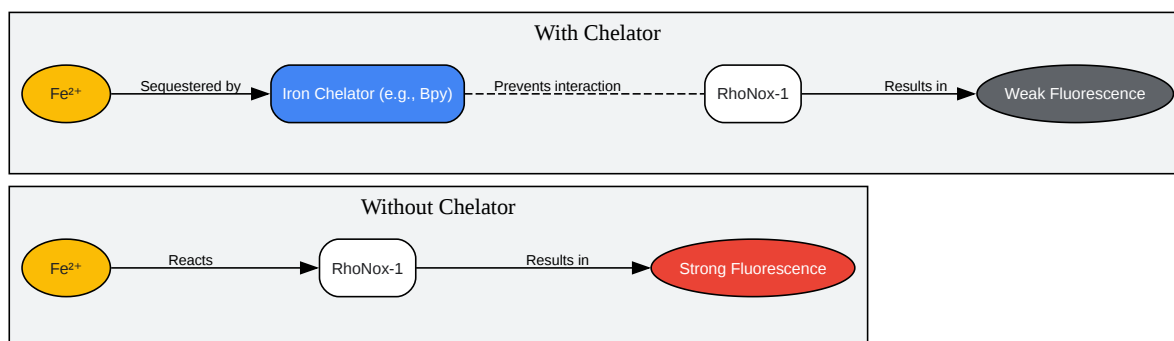 With Chelator
Fe²⁺
Sequestered by
Iron Chelator (e.g., Bpy)
Prevents interaction
RhoNox-1
Results in
Weak Fluorescence
Without Chelator
Fe²⁺
Reacts
RhoNox-1
Results in
Strong Fluorescence